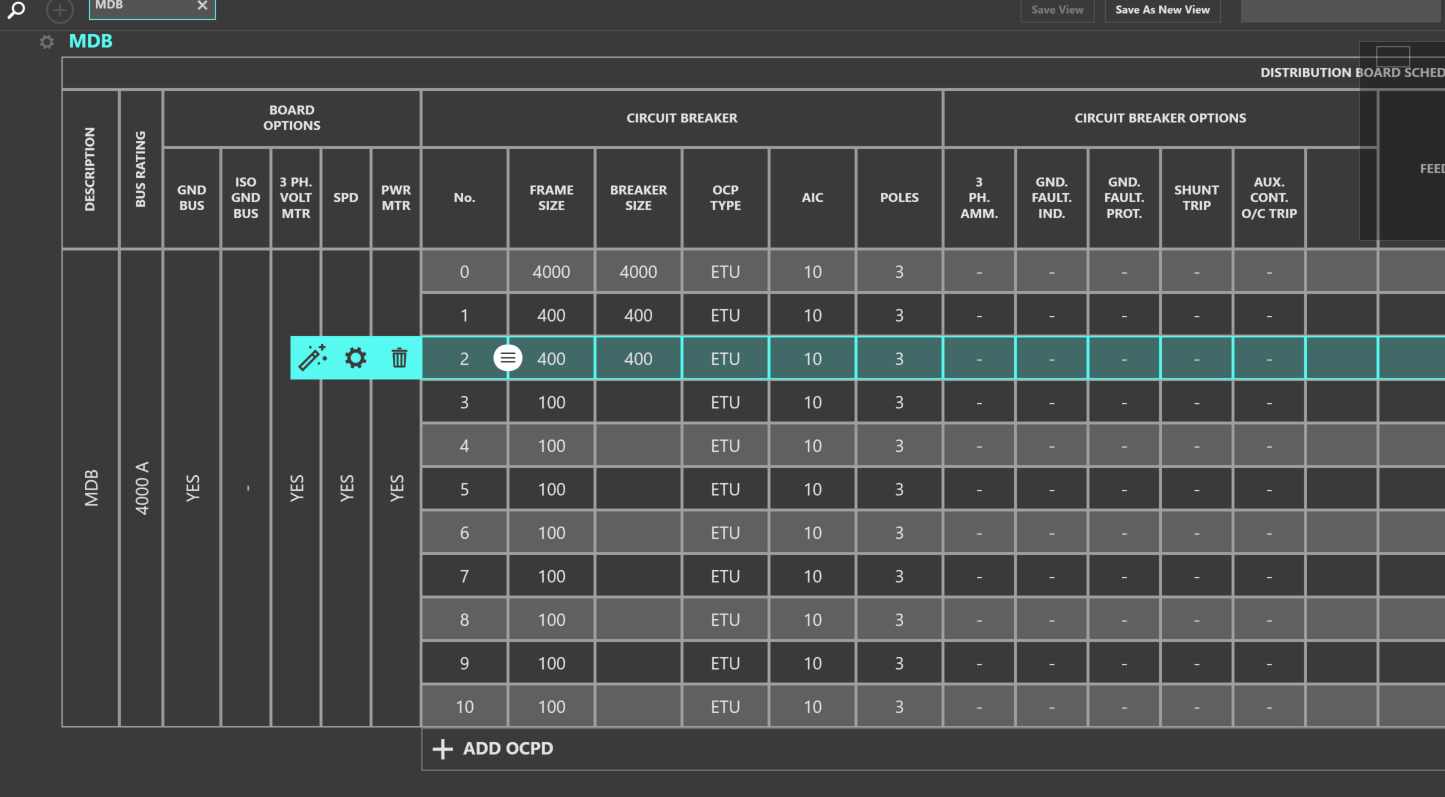 MDB
Save View
Save As New View
MDB
DISTRIBUTION BOARD SCHED
DESCRIPTION
BUS RATING
BOARD
OPTIONS
CIRCUIT BREAKER
CIRCUIT BREAKER OPTIONS
GND
BUS
ISO
GND
BUS
3 PH.
VOLT
MTR
SPD
PWR
MTR
No.
FRAME
SIZE
BREAKER
SIZE
OCP
TYPE
AIC
POLES
3
PH.
AMM.
GND.
FAULT.
IND.
GND.
FAULT.
PROT.
SHUNT
TRIP
AUX.
CONT.
O/C TRIP
FEED
MDB
4000 A
YES
-
YES
YES
YES
0 4000 4000 ETU 10 3 - - - - -
1 400 400 ETU 10 3 - - - - -
2 400 400 ETU 10 3 - - - - -
3 100 ETU 10 3 - - - - -
4 100 ETU 10 3 - - - - -
5 100 ETU 10 3 - - - - -
6 100 ETU 10 3 - - - - -
7 100 ETU 10 3 - - - - -
8 100 ETU 10 3 - - - - -
9 100 ETU 10 3 - - - - -
10 100 ETU 10 3 - - - - -
ADD OCPD